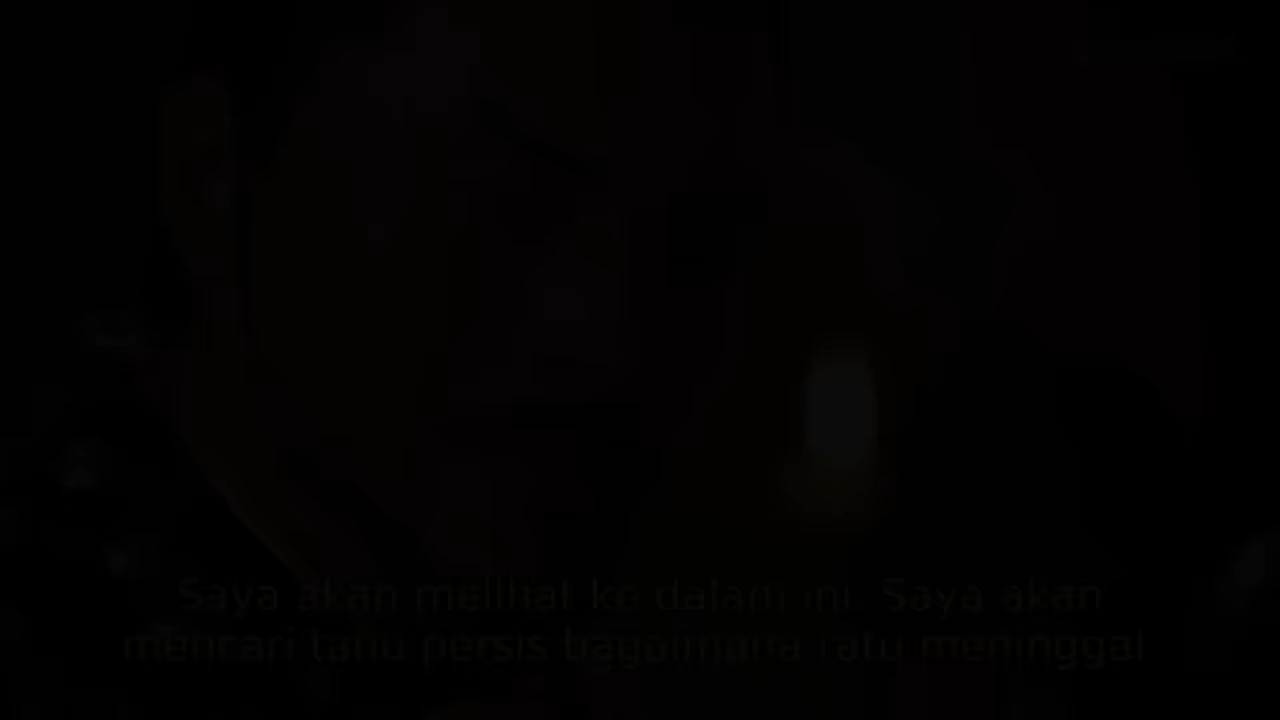 Saya akan melihat ke dalam ini. Saya akan
mencari tahu persis bagaimana ratu meninggal